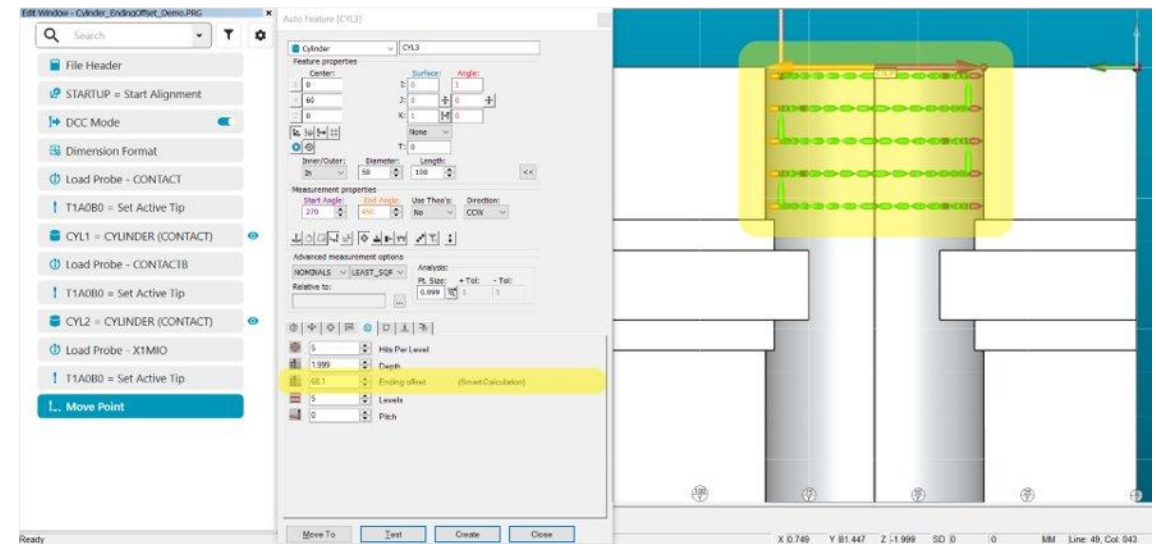 Edit Window - Cylinder_EndingOffset_Demo.PRG
Search
File Header
STARTUP = Start Alignment
DCC Mode
Dimension Format
Load Probe - CONTACT
T1A0B0 = Set Active Tip
CYL1 = CYLINDER (CONTACT)
Load Probe - CONTACTB
T1A0B0 = Set Active Tip
CYL2 = CYLINDER (CONTACT)
Load Probe - X1MIO
T1A0B0 = Set Active Tip
Move Point
Ready
Auto Feature [CYL3]
Cylinder CYL3
Feature properties
Center: Surface: Angle:
X 0 I: 0 1
Y 60 J: 0 0
Z 0 K: 1 0
None
T: 0
Inner/Outer: Diameter: Length:
In 50 100 <<
Measurement properties
Start Angle: End Angle: Use Theo's: Direction:
270 450 No CCW
Advanced measurement options
NOMINALS LEAST_SQR
Analysis:
Relative to:
Pt. Size: + Tol: - Tol:
0.099 1 1
...
5 Hits Per Level
1.999 Depth
68.1 Ending offset (Smart Calculation)
5 Levels
0 Pitch
Move To Test Create Close
CYL3
100
X 0.749 Y 81.447 Z -1.999 SD 0 0 MM Line: 49, Col: 043